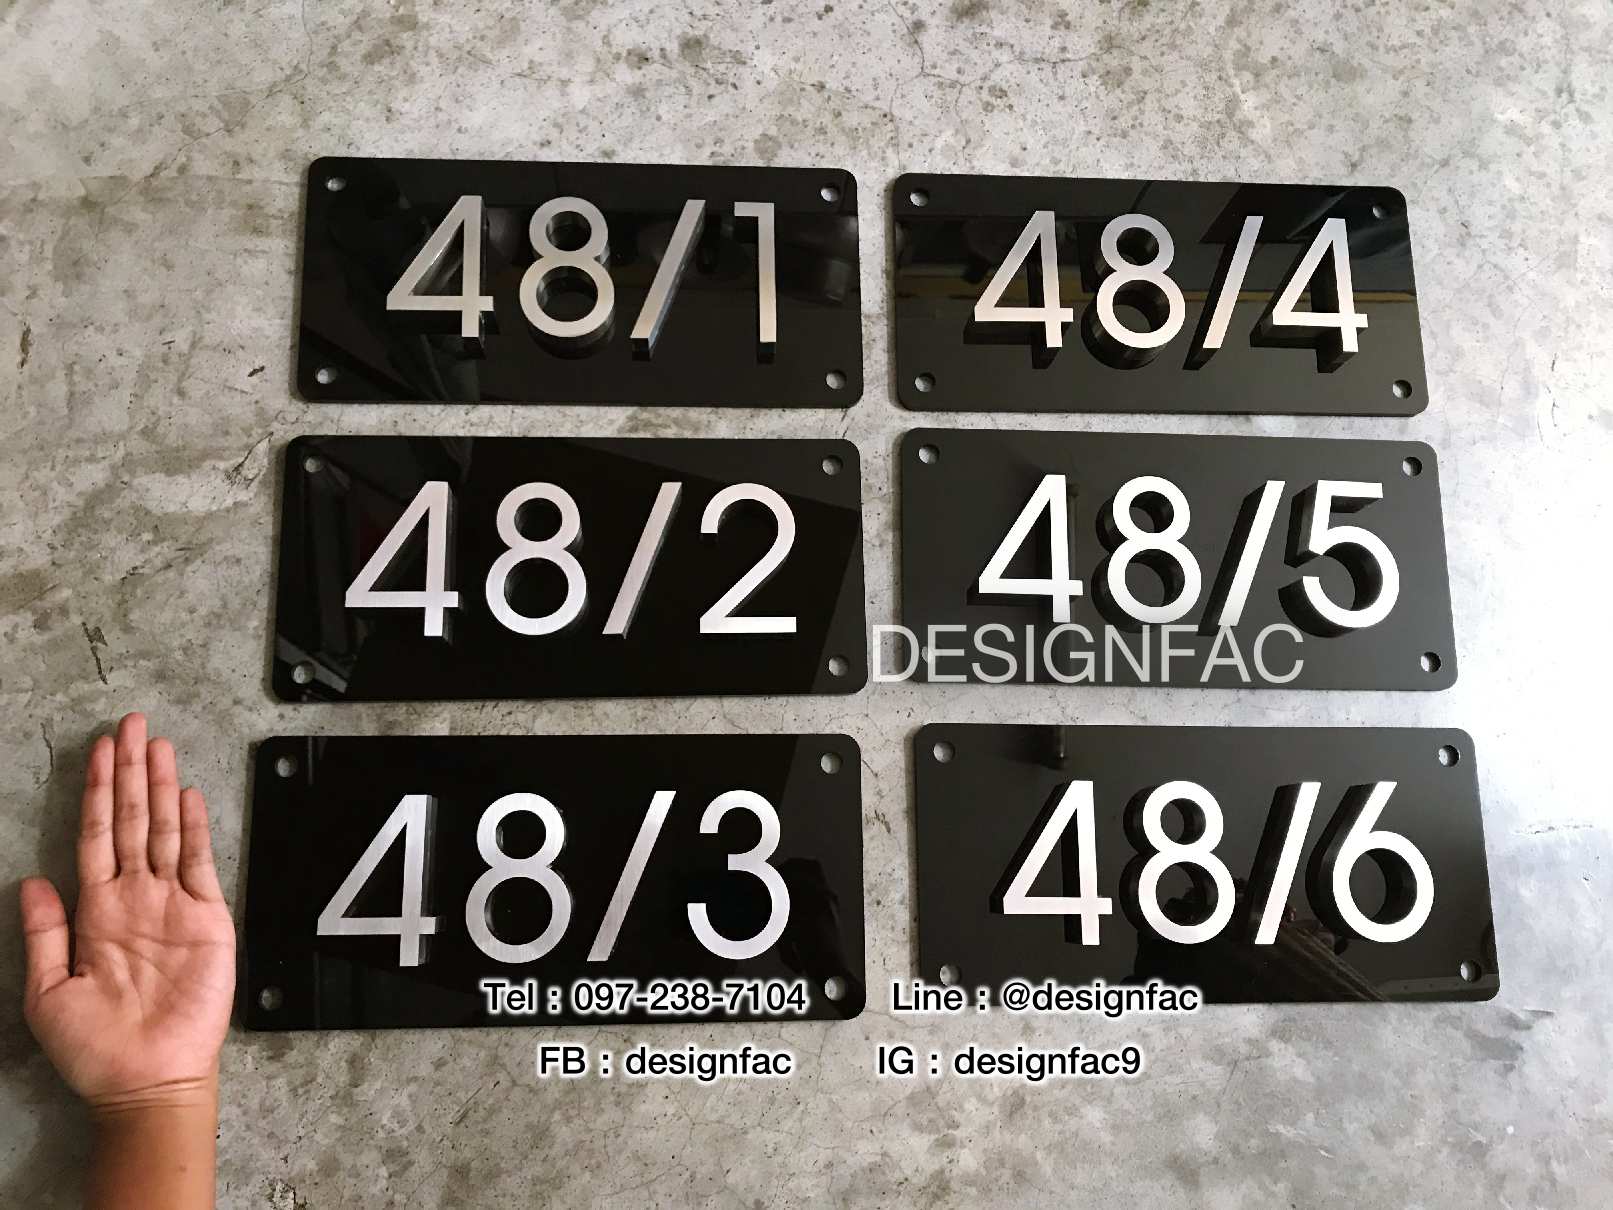 48/1
48/4
48/2
48/5
DESIGNFAC
48/3
48/6
Tel : 097-238-7104
Line : @designfac
FB : designfac
IG : designfac9